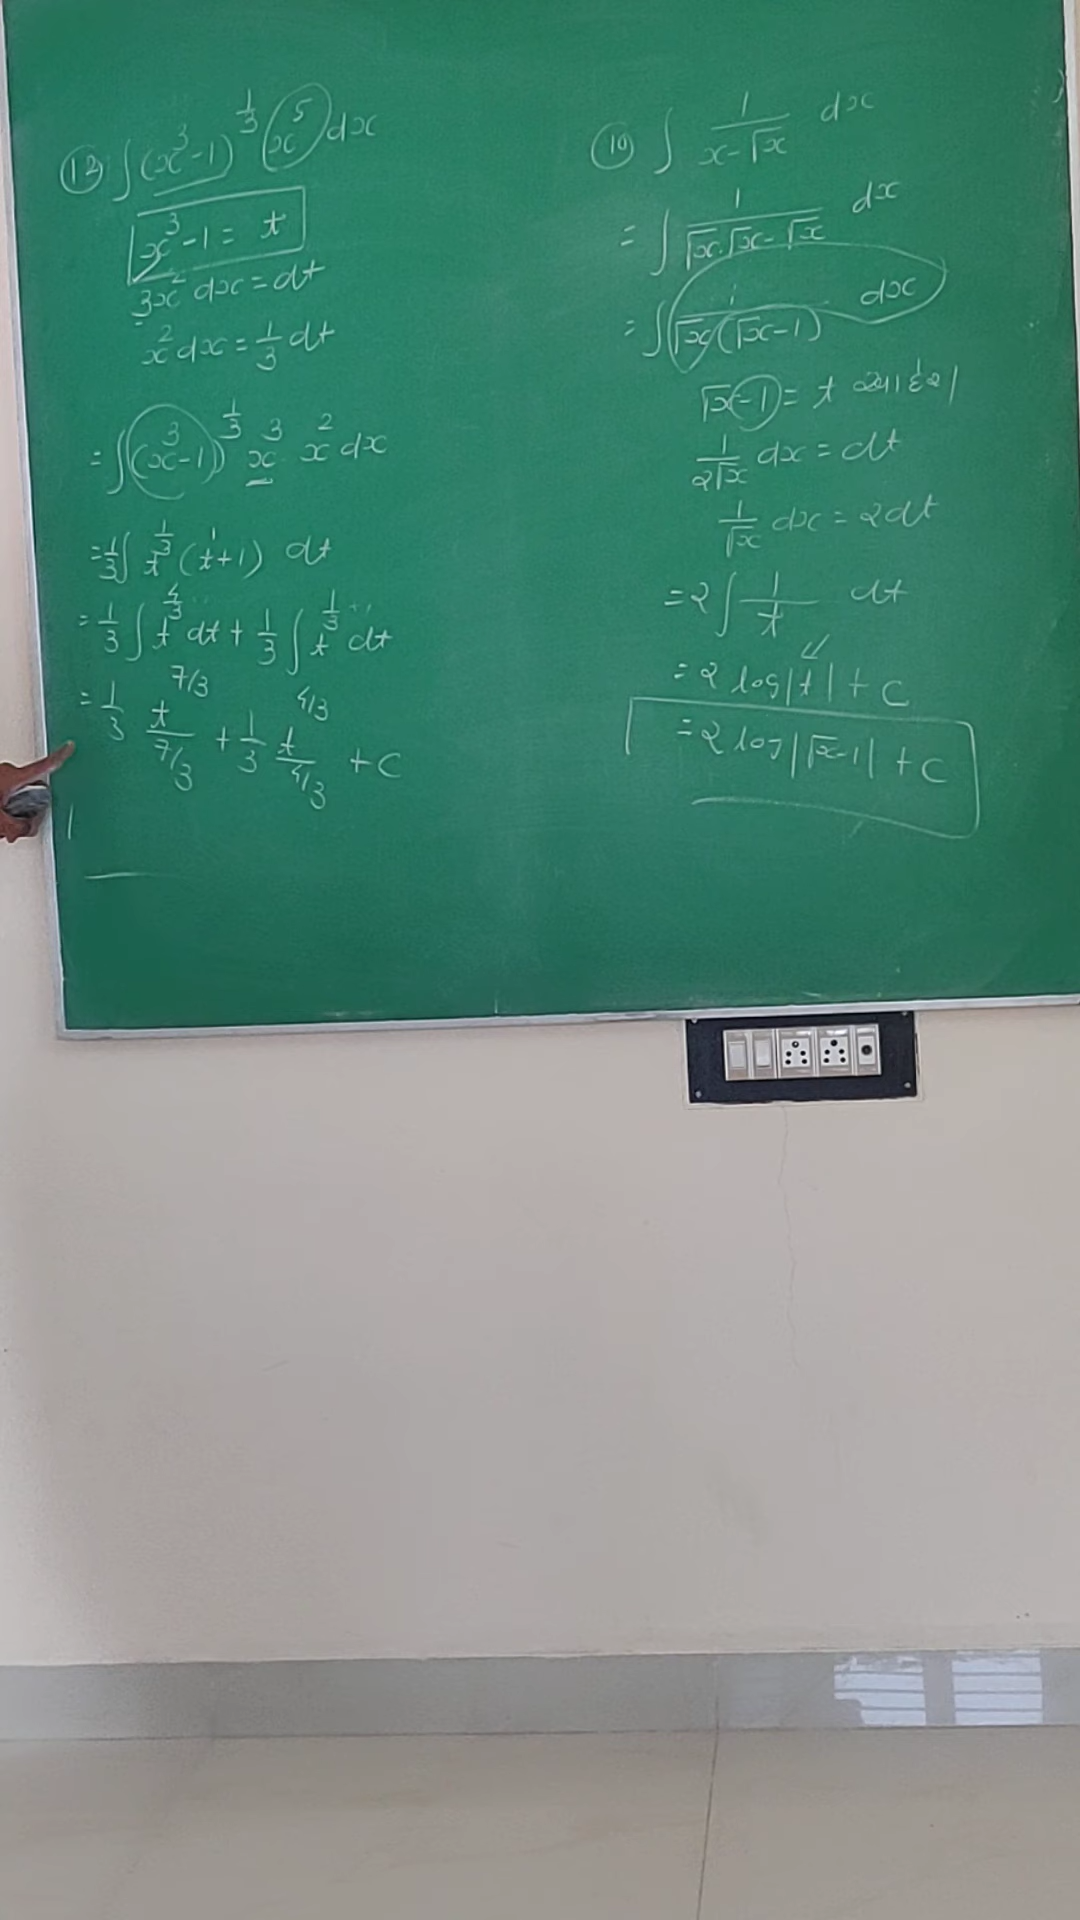 (12) ∫(x³-1)^{1/3} x⁵ dx
x³-1 = t
3x² dx = dt
x² dx = 1/3 dt
= ∫(x³-1)^{1/3} x³. x² dx
= 1/3 ∫ t^{1/3} (t¹+1) dt
= 1/3 ∫ t^{4/3} dt + 1/3 ∫ t^{1/3} dt
= 1/3 t^{7/3}/(7/3) + 1/3 t^{4/3}/(4/3) + C
(10) ∫ 1/(x-√x) dx
= ∫ 1/(√x.√x-√x) dx
= ∫ 1/(√x(√x-1)) dx
√x-1 = t
1/(2√x) dx = dt
1/√x dx = 2dt
= 2∫ 1/t dt
= 2 log|t| + C
= 2 log|√x-1| + C